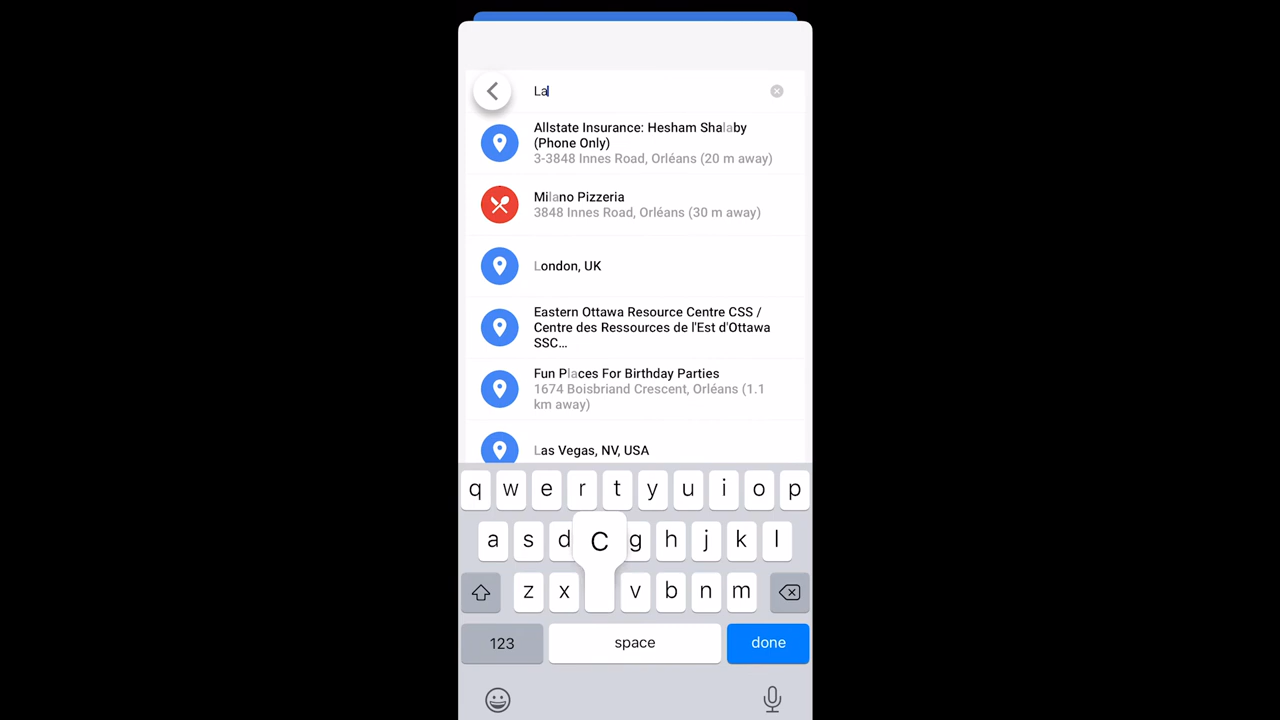 La
Allstate Insurance: Hesham Shalaby
(Phone Only)
3-3848 Innes Road, Orléans (20 m away)
Milano Pizzeria
3848 Innes Road, Orléans (30 m away)
London, UK
Eastern Ottawa Resource Centre CSS /
Centre des Ressources de l'Est d'Ottawa
SSC...
Fun Places For Birthday Parties
1674 Boisbriand Crescent, Orléans (1.1
km away)
Las Vegas, NV, USA
q w e r t y u i o p
a s d g h j k l
C
z x v b n m
123 space done